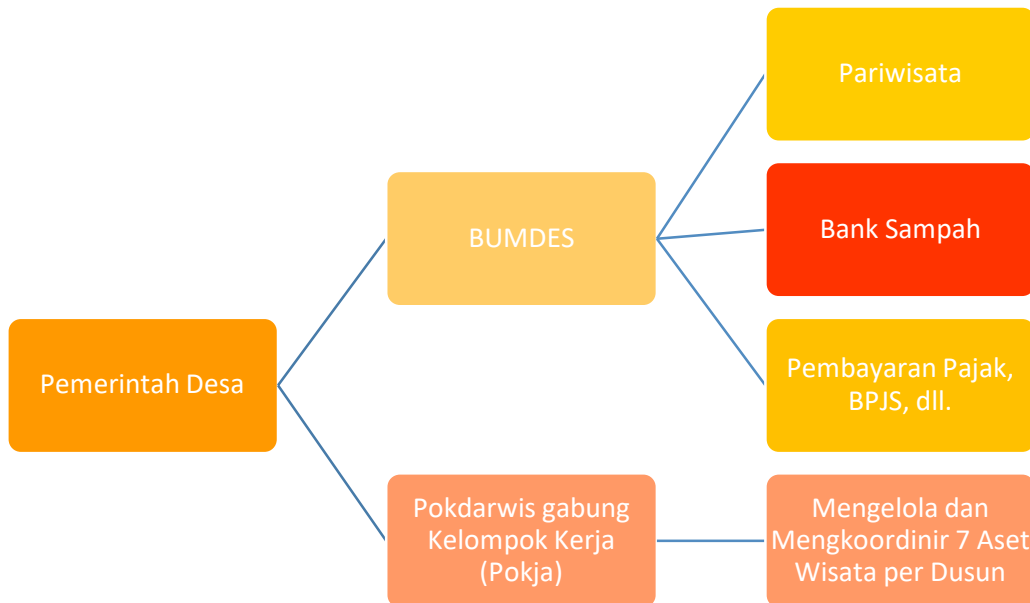 Pemerintah Desa
BUMDES
Pariwisata
Bank Sampah
Pembayaran Pajak,
BPJS, dll.
Pokdarwis gabung
Kelompok Kerja
(Pokja)
Mengelola dan
Mengkoordinir 7 Aset
Wisata per Dusun